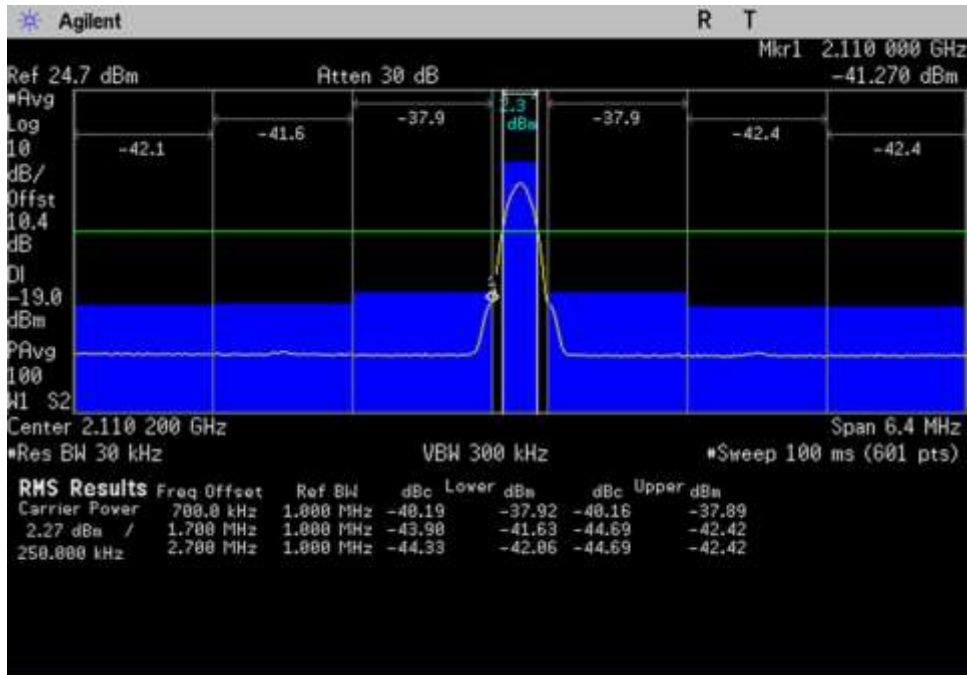 Agilent R T
Mkr1 2.110 000 GHz
Ref 24.7 dBm Atten 30 dB -41.270 dBm
#Avg
Log
10
dB/
Offst
10.4
dB
DI
-19.0
dBm
PAvg
100
W1 S2
-42.1 -41.6 -37.9 2.3 dBm -37.9 -42.4 -42.4
1
Center 2.110 200 GHz Span 6.4 MHz
#Res BW 30 kHz VBW 300 kHz #Sweep 100 ms (601 pts)
RMS Results Freq Offset Ref BW dBc Lower dBm dBc Upper dBm
Carrier Power 700.0 kHz 1.000 MHz -40.19 -37.92 -40.16 -37.89
2.27 dBm / 1.700 MHz 1.000 MHz -43.90 -41.63 -44.69 -42.42
250.000 kHz 2.700 MHz 1.000 MHz -44.33 -42.06 -44.69 -42.42